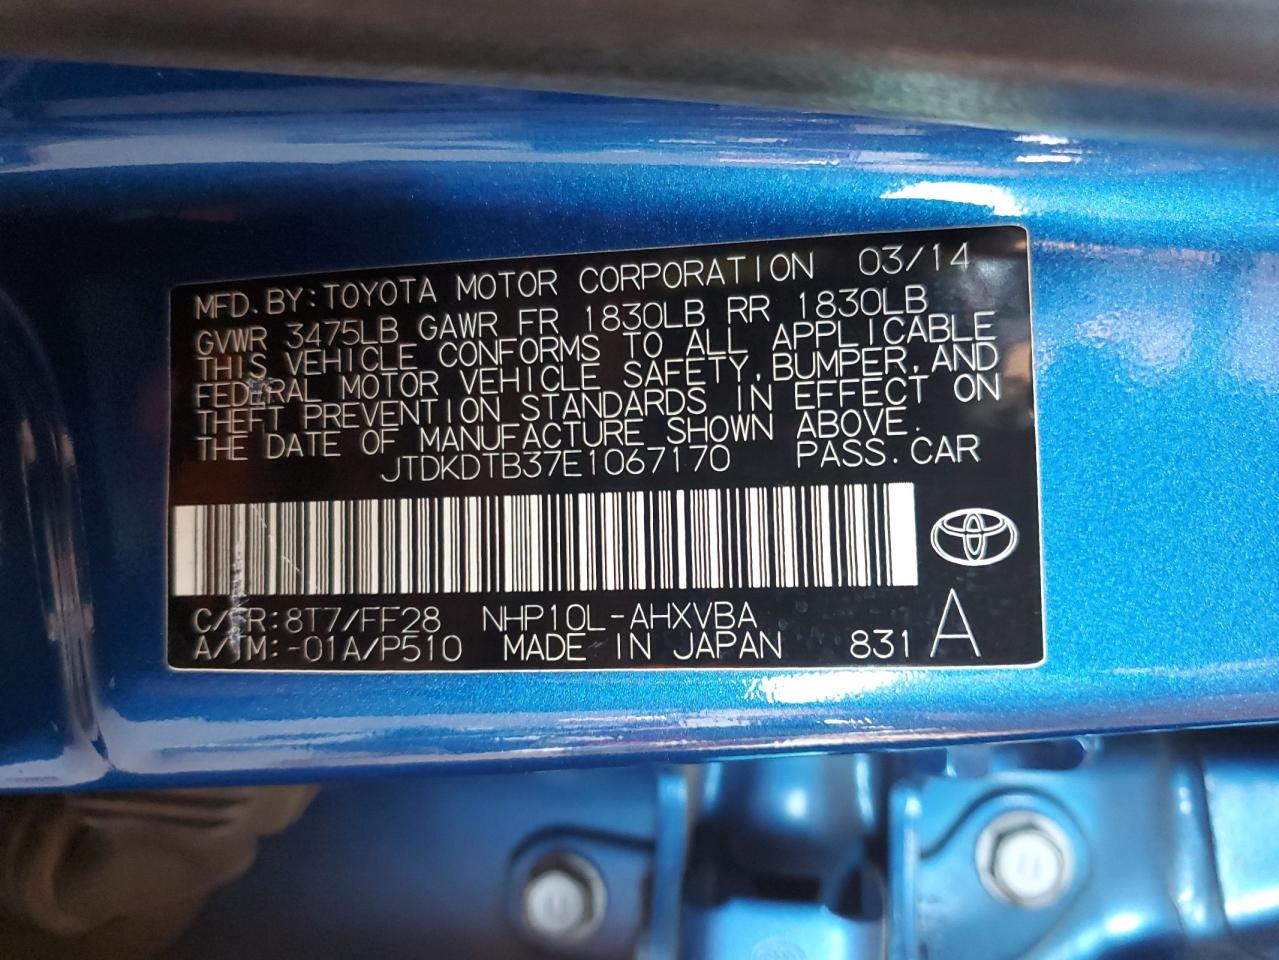 MFD. BY: TOYOTA MOTOR CORPORATION 03/14
GVWR 3475LB GAWR FR 1830LB RR 1830LB
THIS VEHICLE CONFORMS TO ALL APPLICABLE
FEDERAL MOTOR VEHICLE SAFETY, BUMPER, AND
THEFT PREVENTION STANDARDS IN EFFECT ON
THE DATE OF MANUFACTURE SHOWN ABOVE.
JTDKDTB37E1067170 PASS. CAR
C/TR: 8T7/FF28 NHP10L-AHXVBA
A/TM: -01A/P510 MADE IN JAPAN 831 A